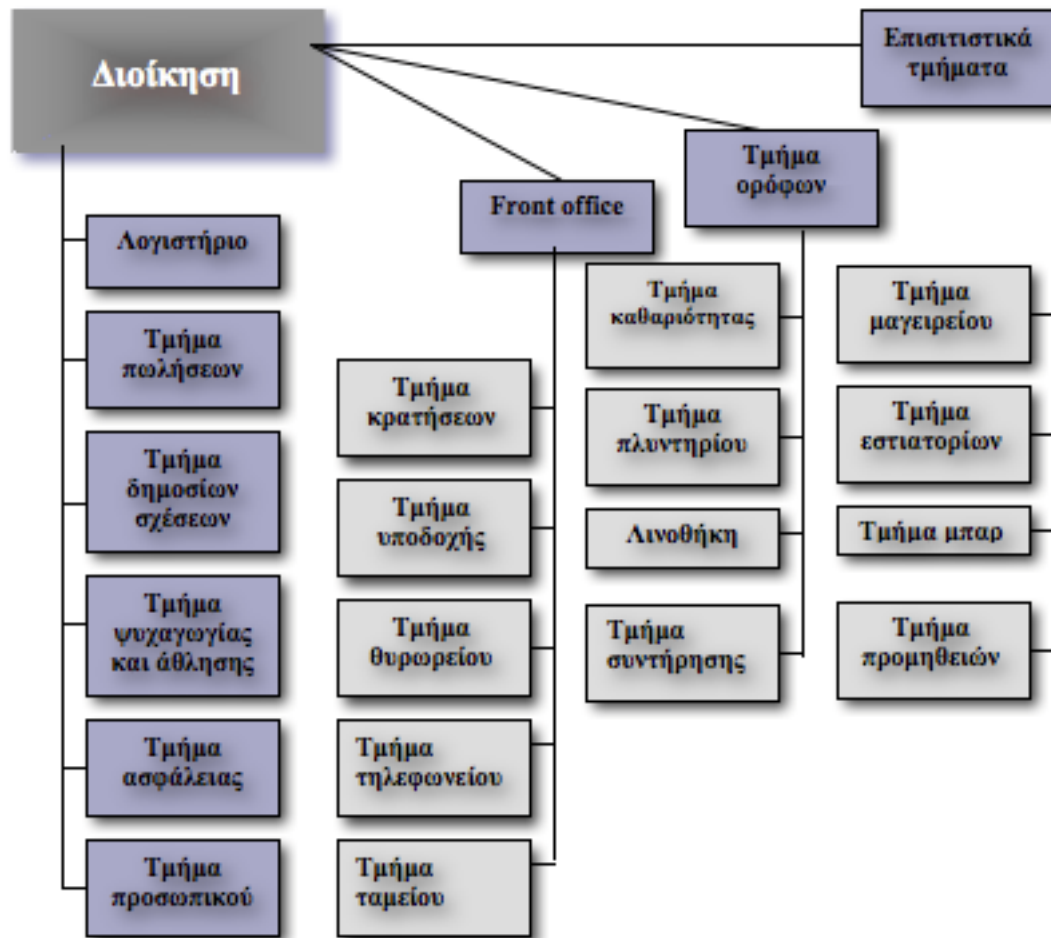 Διοίκηση
Επισιτιστικά
τμήματα
Τμήμα
ορόφων
Front office
Λογιστήριο
Τμήμα
πωλήσεων
Τμήμα
δημοσίων
σχέσεων
Τμήμα
ψυχαγωγίας
και άθλησης
Τμήμα
ασφάλειας
Τμήμα
προσωπικού
Τμήμα
κρατήσεων
Τμήμα
υποδοχής
Τμήμα
θυρωρείου
Τμήμα
τηλεφωνείου
Τμήμα
ταμείου
Τμήμα
καθαριότητας
Τμήμα
πλυντηρίου
Λινοθήκη
Τμήμα
συντήρησης
Τμήμα
μαγειρείου
Τμήμα
εστιατορίων
Τμήμα μπαρ
Τμήμα
προμηθειών